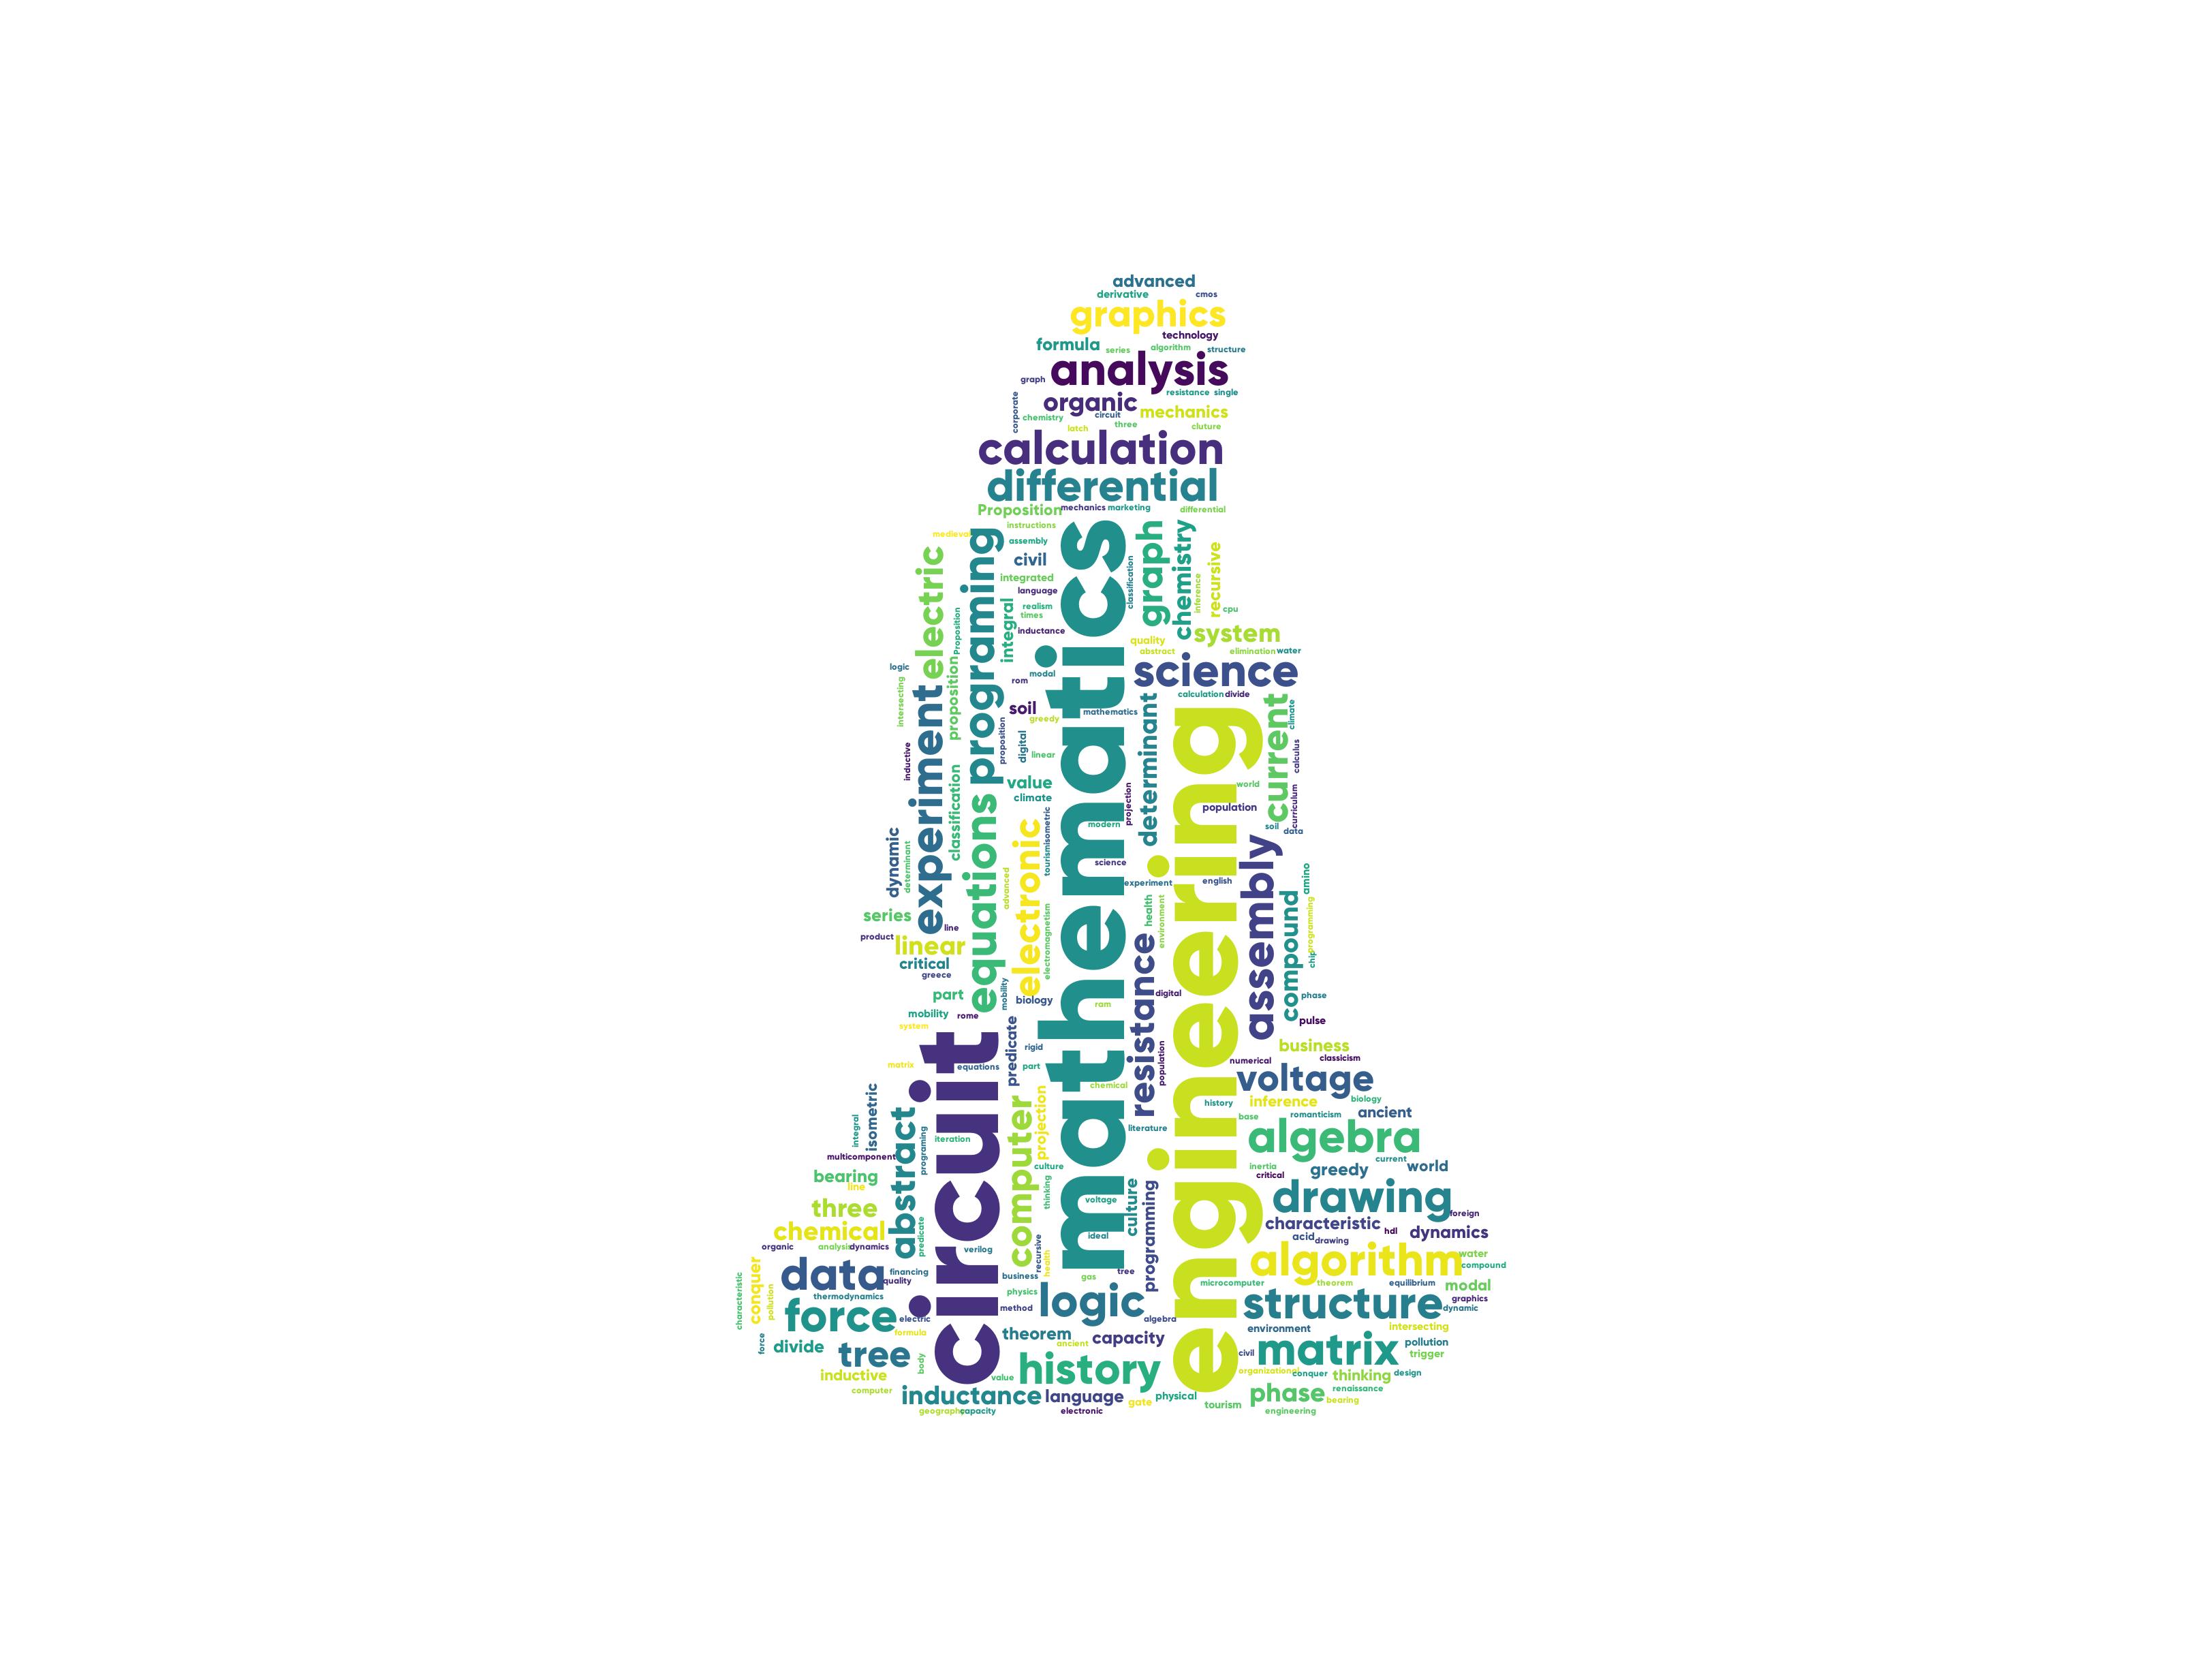 advanced
derivative cmos
graphics
technology
formula series algorithm structure
analysis
graph
resistance single
corporate
organic
chemistry circuit mechanics
latch three cluture
calculation
differential
Proposition mechanics marketing differential
instructions
medieval
assembly
civil
integrated
language
realism
times
inductance
electric
programing
Proposition
integral
mathematics
classification
graph
chemistry
inference
recursive
cpu
quality
system
abstract elimination water
science
logic
modal
rom
intersecting
experiment
proposition
soil
greedy
mathematics
calculation divide
determinant
engineering
current
climate
inductive
proposition
digital
linear
calculus
value
climate
classification
world
population
curriculum
projection
soil
data
modern
dynamic
determinant
equations
electronic
tourism
isometric
advanced
science
experiment
english
assembly
amino
compound
programming
chip
series
product
line
linear
critical
greece
electromagnetism
health
environment
resistance
part
mobility
biology
ram
digital
phase
mobility rome
system
pulse
circuit
predicate
rigid
business
population
numerical classicism
matrix
equations
part
voltage
chemical
history
inference
biology
isometric
integral
abstract
computer
projection
base romanticism ancient
literature
algebra
programing
iteration
multicomponent
culture
current
inertia greedy world
critical
bearing
line
thinking
voltage
culture
programming
drawing
foreign
three
chemical
characteristic hdl dynamics
predicate
ideal
acid drawing
organic analysis dynamics
verilog
recursive
health
algorithm
water
compound
conquer
data
financing
quality
business
gas
tree
microcomputer theorem equilibrium modal
characteristic
pollution
thermodynamics
physics
logic
structure
graphics
dynamic
force
method
electric
algebra
formula
theorem
capacity
environment
intersecting
force
divide
tree
ancient
matrix
pollution
civil
trigger
body
history
inductive
value
organizational
conquer thinking design
computer
inductance
language
physical
phase
renaissance
gate
tourism
bearing
geography
capacity
electronic
engineering